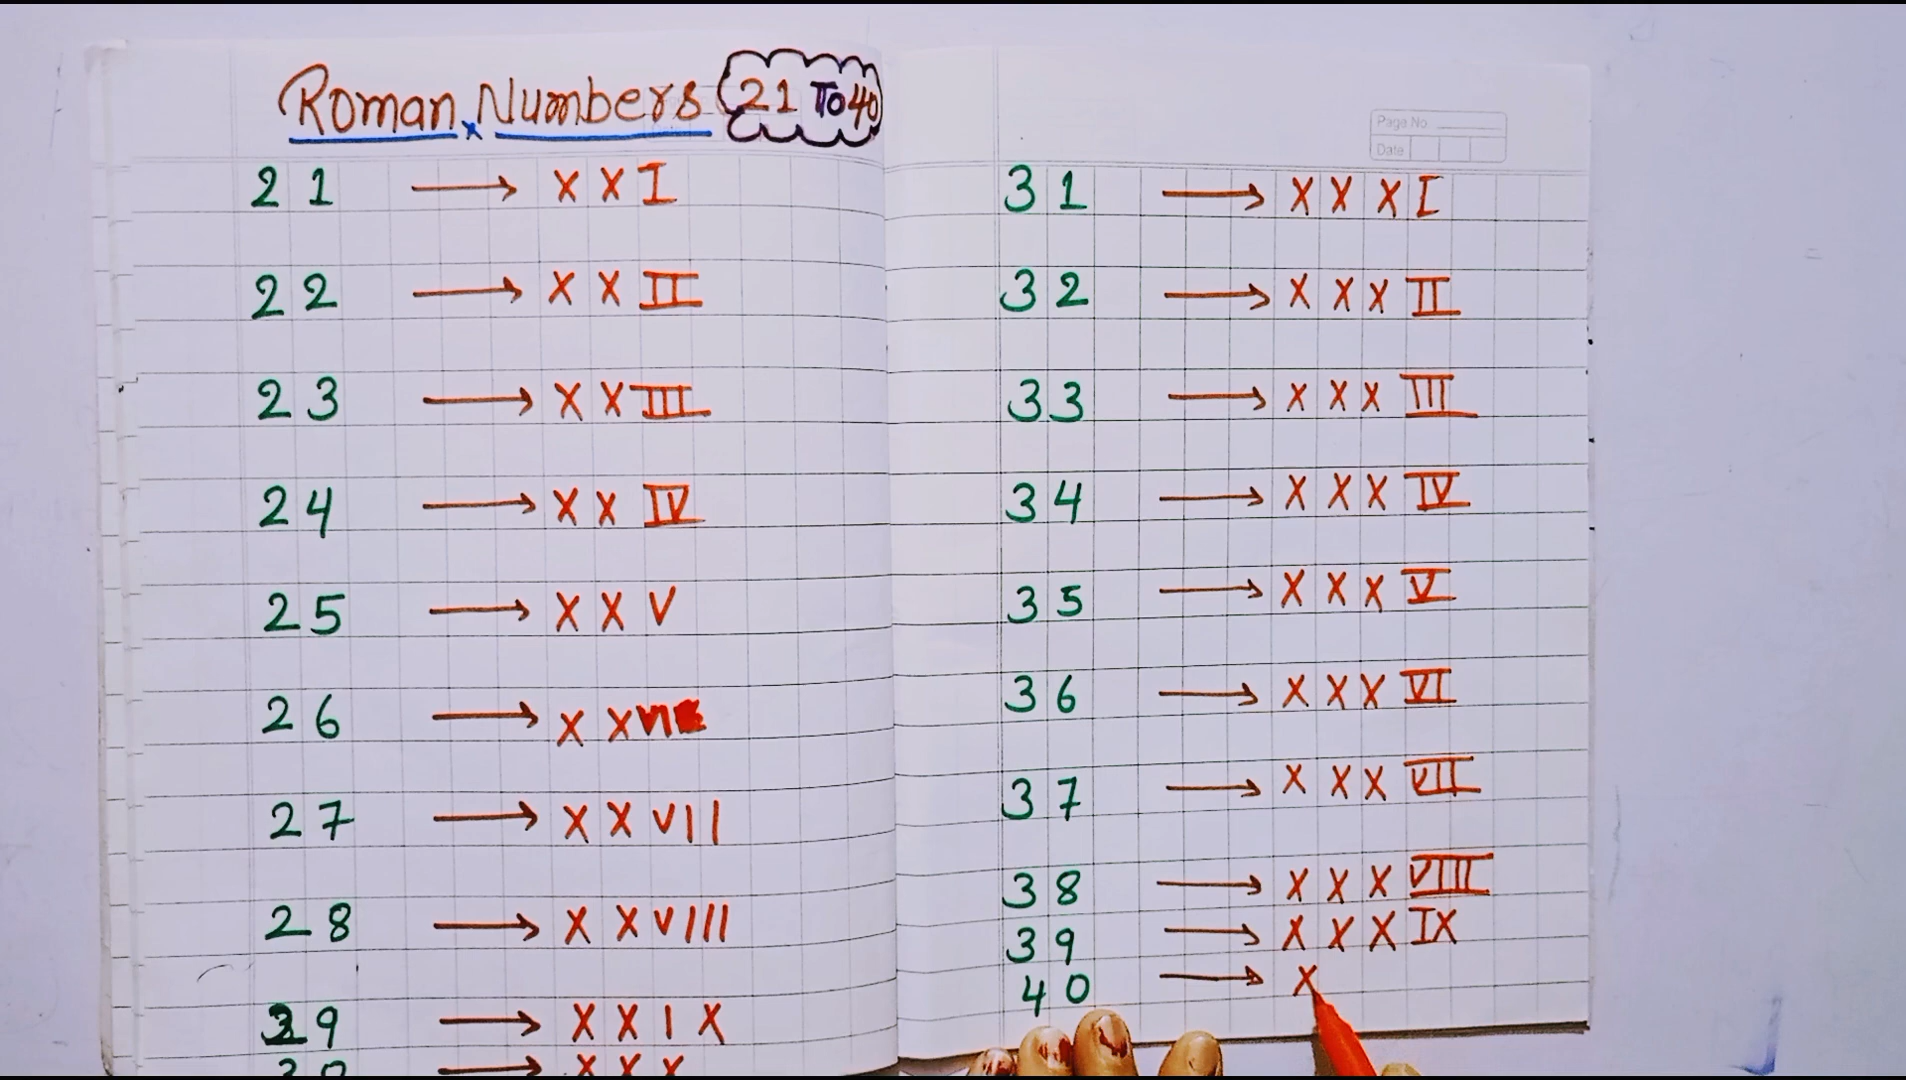 Roman Numbers 21 To 40
21 → XXI
22 → XXII
23 → XXIII
24 → XXIV
25 → XXV
26 → XXVI
27 → XXVII
28 → XXVIII
29 → XXIX
30 → XXX
Page No
Date
31 → XXXI
32 → XXXII
33 → XXXIII
34 → XXXIV
35 → XXXV
36 → XXXVI
37 → XXXVII
38 → XXXVIII
39 → XXXIX
40 → X